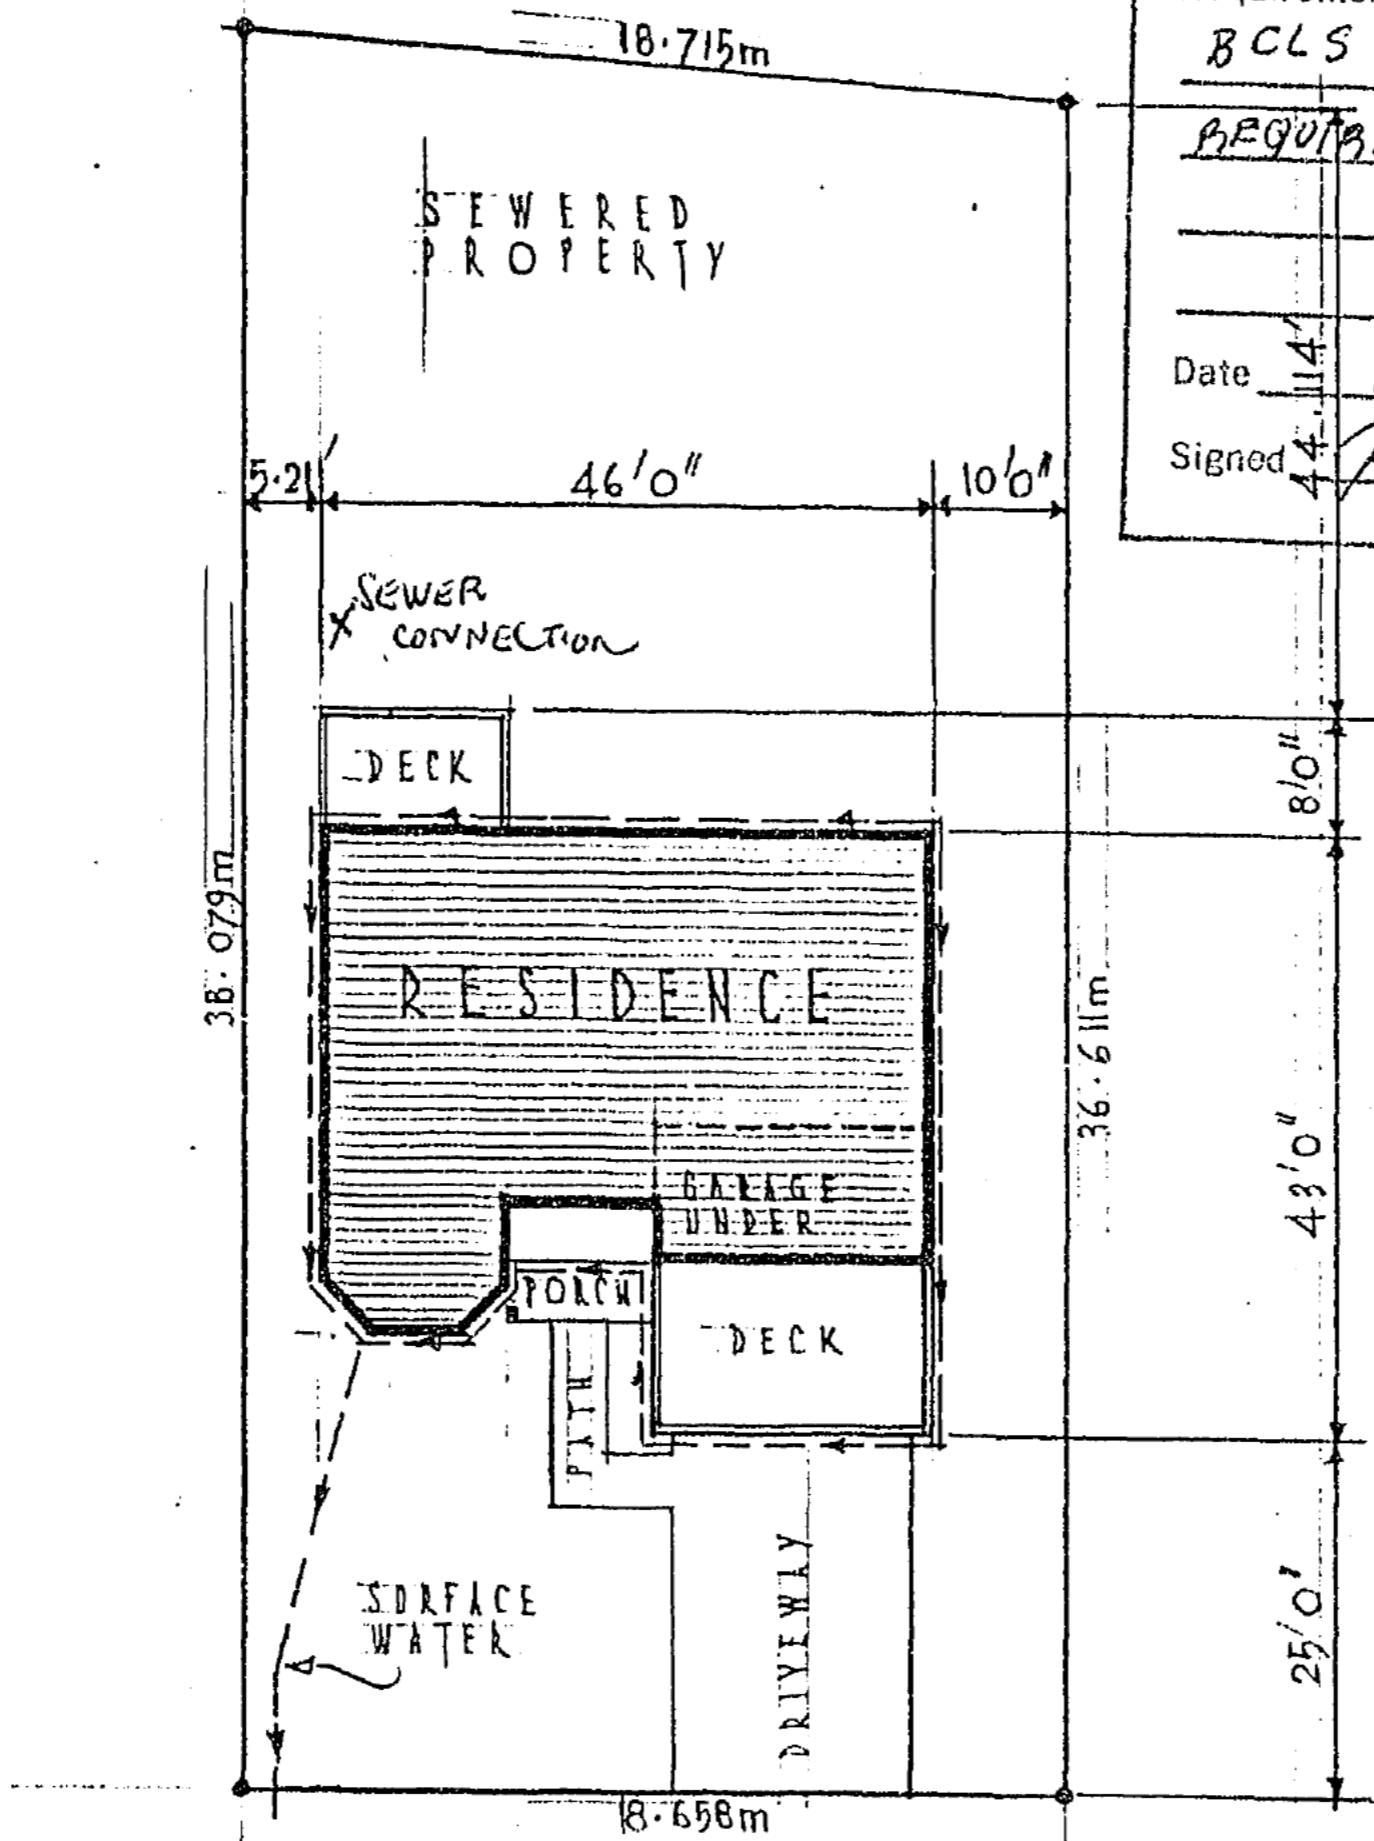 18.715m
BCLS
SEWERED
PROPERTY
Date
Signed
44.114'
5.21'
46'0"
10'0"
SEWER
CONNECTION
DECK
8'0"
38.079m
RESIDENCE
36.611m
43'0"
GARAGE
UNDER
PORCH
DECK
PATH
SURFACE
WATER
DRIVEWAY
25'0"
18.658m